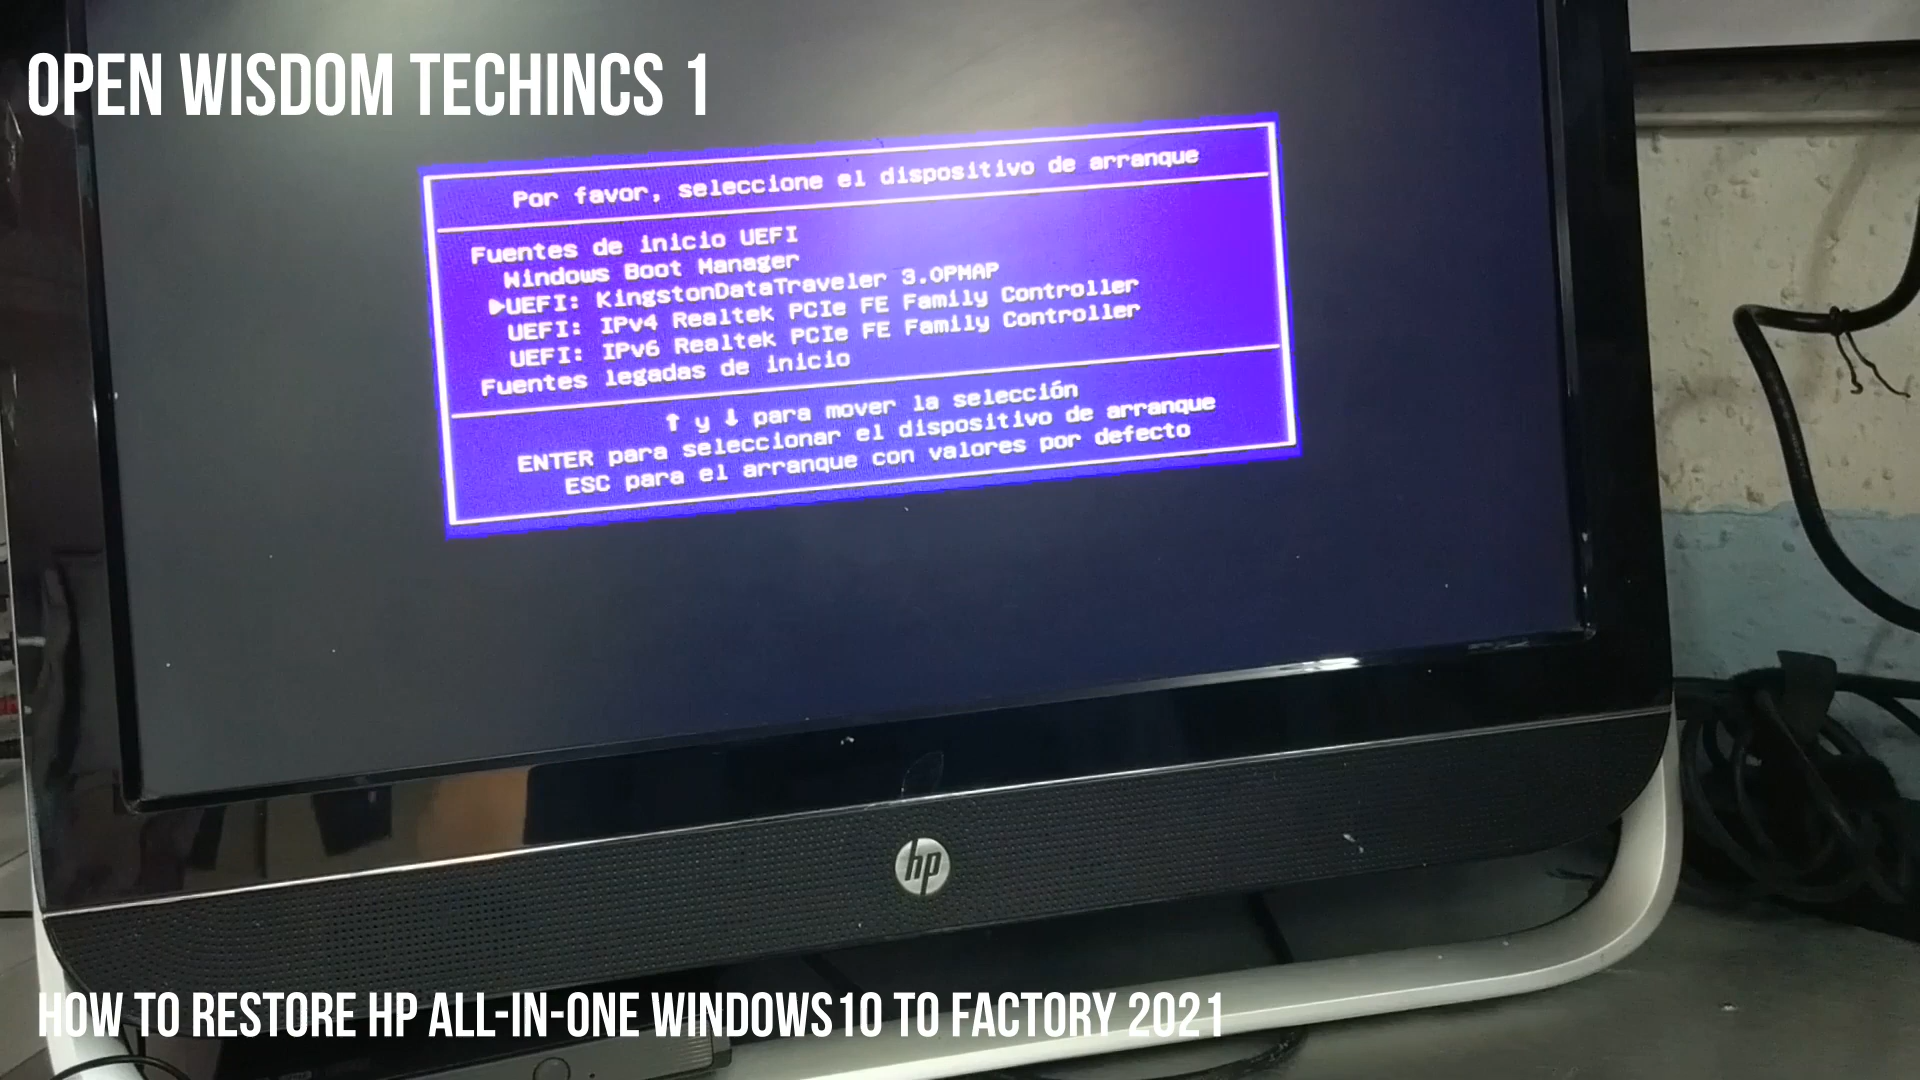 OPEN WISDOM TECHINCS 1
Por favor, seleccione el dispositivo de arranque
Fuentes de inicio UEFI
Windows Boot Manager
▶UEFI: KingstonDataTraveler 3.0PMAP
UEFI: IPv4 Realtek PCIe FE Family Controller
UEFI: IPv6 Realtek PCIe FE Family Controller
Fuentes legadas de inicio
↑ y ↓ para mover la selección
ENTER para seleccionar el dispositivo de arranque
ESC para el arranque con valores por defecto
hp
HOW TO RESTORE HP ALL-IN-ONE WINDOWS10 TO FACTORY 2021